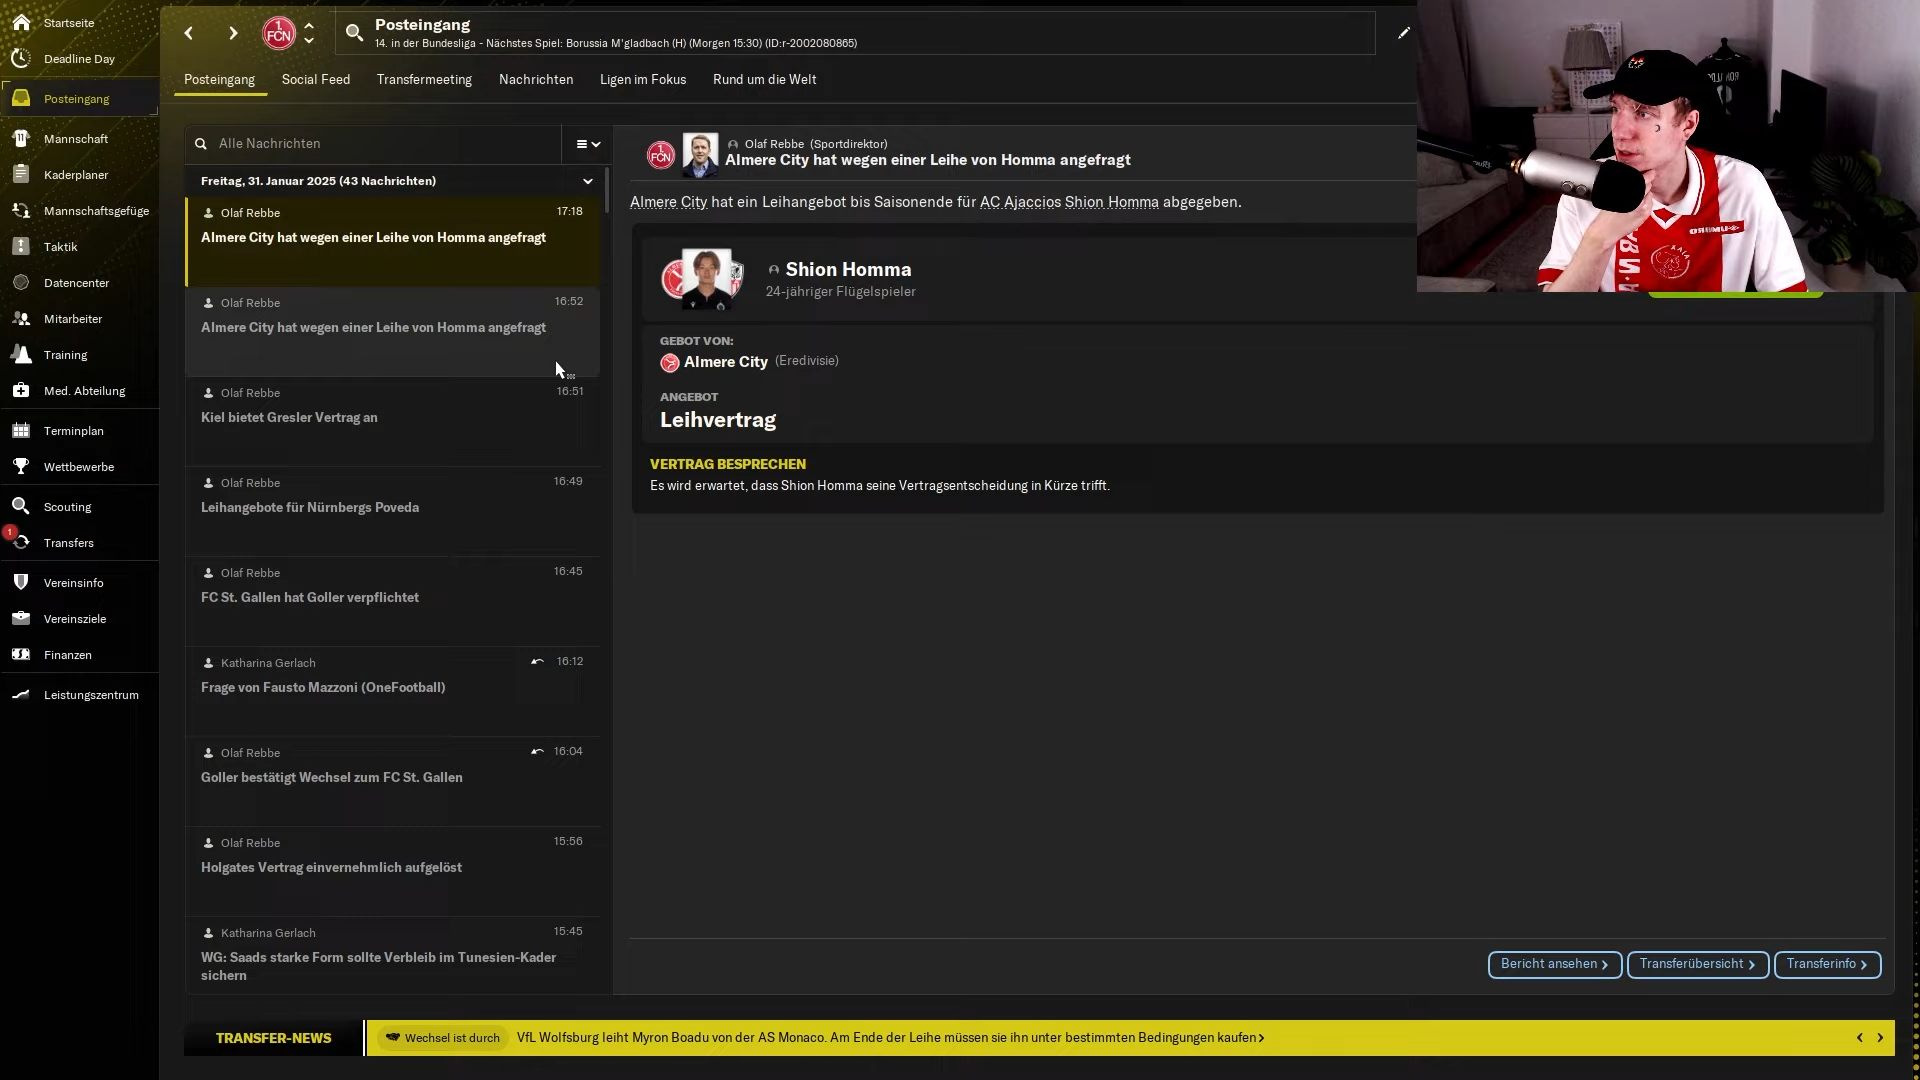 Startseite
Deadline Day
Posteingang
Mannschaft
Kaderplaner
Mannschaftsgefüge
Taktik
Datencenter
Mitarbeiter
Training
Med. Abteilung
Terminplan
Wettbewerbe
Scouting
1
Transfers
Vereinsinfo
Vereinsziele
Finanzen
Leistungszentrum
1.
FCN
Posteingang
14. in der Bundesliga - Nächstes Spiel: Borussia M'gladbach (H) (Morgen 15:30) (ID:r-2002080865)
Posteingang Social Feed Transfermeeting Nachrichten Ligen im Fokus Rund um die Welt
Alle Nachrichten
Freitag, 31. Januar 2025 (43 Nachrichten)
Olaf Rebbe 17:18
Almere City hat wegen einer Leihe von Homma angefragt
Olaf Rebbe 16:52
Almere City hat wegen einer Leihe von Homma angefragt
Olaf Rebbe 16:51
Kiel bietet Gresler Vertrag an
Olaf Rebbe 16:49
Leihangebote für Nürnbergs Poveda
Olaf Rebbe 16:45
FC St. Gallen hat Goller verpflichtet
Katharina Gerlach 16:12
Frage von Fausto Mazzoni (OneFootball)
Olaf Rebbe 16:04
Goller bestätigt Wechsel zum FC St. Gallen
Olaf Rebbe 15:56
Holgates Vertrag einvernehmlich aufgelöst
Katharina Gerlach 15:45
WG: Saads starke Form sollte Verbleib im Tunesien-Kader
sichern
1.
FCN
Olaf Rebbe (Sportdirektor)
Almere City hat wegen einer Leihe von Homma angefragt
Almere City hat ein Leihangebot bis Saisonende für AC Ajaccios Shion Homma abgegeben.
Shion Homma
24-jähriger Flügelspieler
GEBOT VON:
Almere City (Eredivisie)
ANGEBOT
Leihvertrag
VERTRAG BESPRECHEN
Es wird erwartet, dass Shion Homma seine Vertragsentscheidung in Kürze trifft.
Bericht ansehen Transferübersicht Transferinfo
TRANSFER-NEWS Wechsel ist durch VfL Wolfsburg leiht Myron Boadu von der AS Monaco. Am Ende der Leihe müssen sie ihn unter bestimmten Bedingungen kaufen